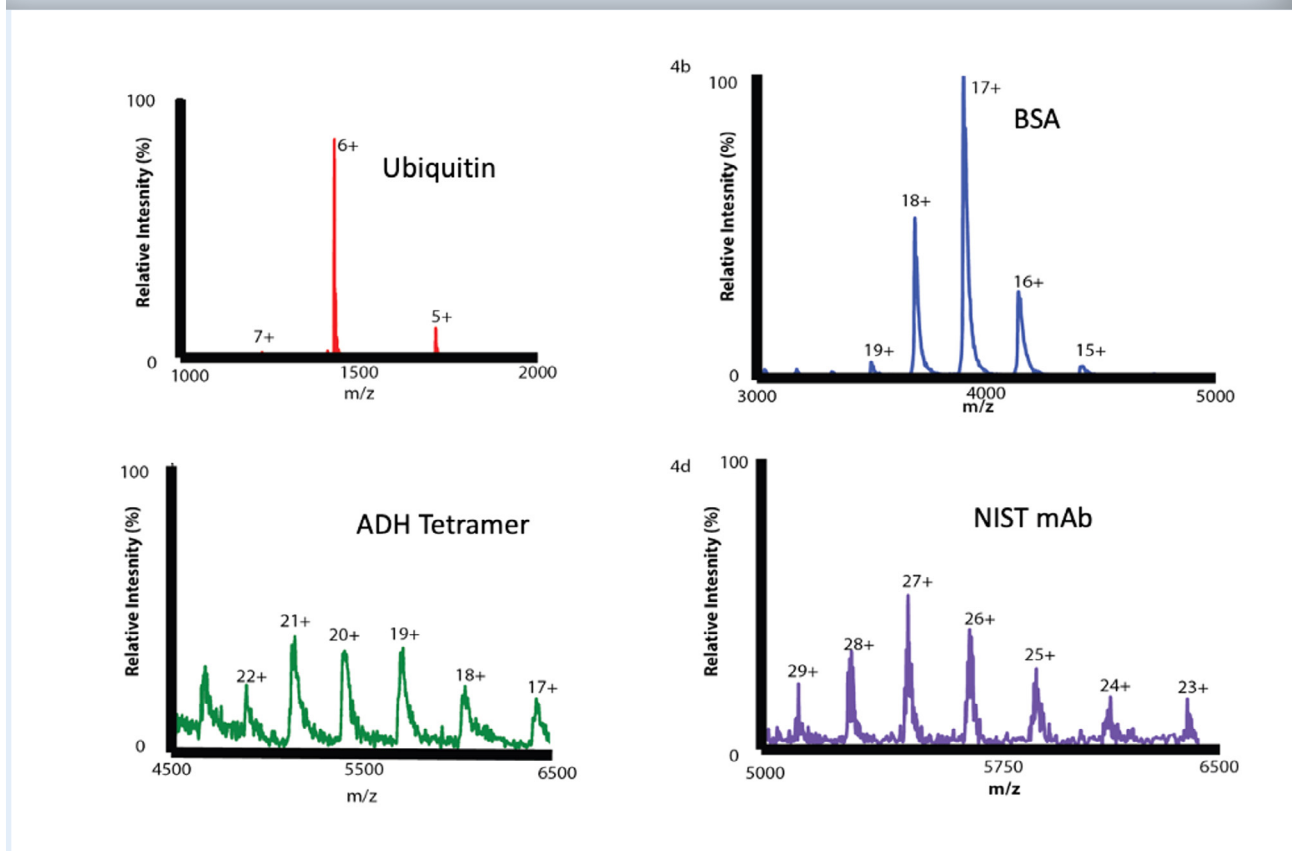 100
Relative Intesnity (%)
6+
Ubiquitin
7+
5+
0
1000
1500
2000
m/z
4b
100
Relative Intesnity (%)
17+
BSA
18+
16+
19+
15+
0
3000
4000
5000
m/z
100
Relative Intesnity (%)
ADH Tetramer
22+
21+
20+
19+
18+
17+
0
4500
5500
6500
m/z
4d
100
Relative Intesnity (%)
NIST mAb
29+
28+
27+
26+
25+
24+
23+
0
5000
5750
6500
m/z